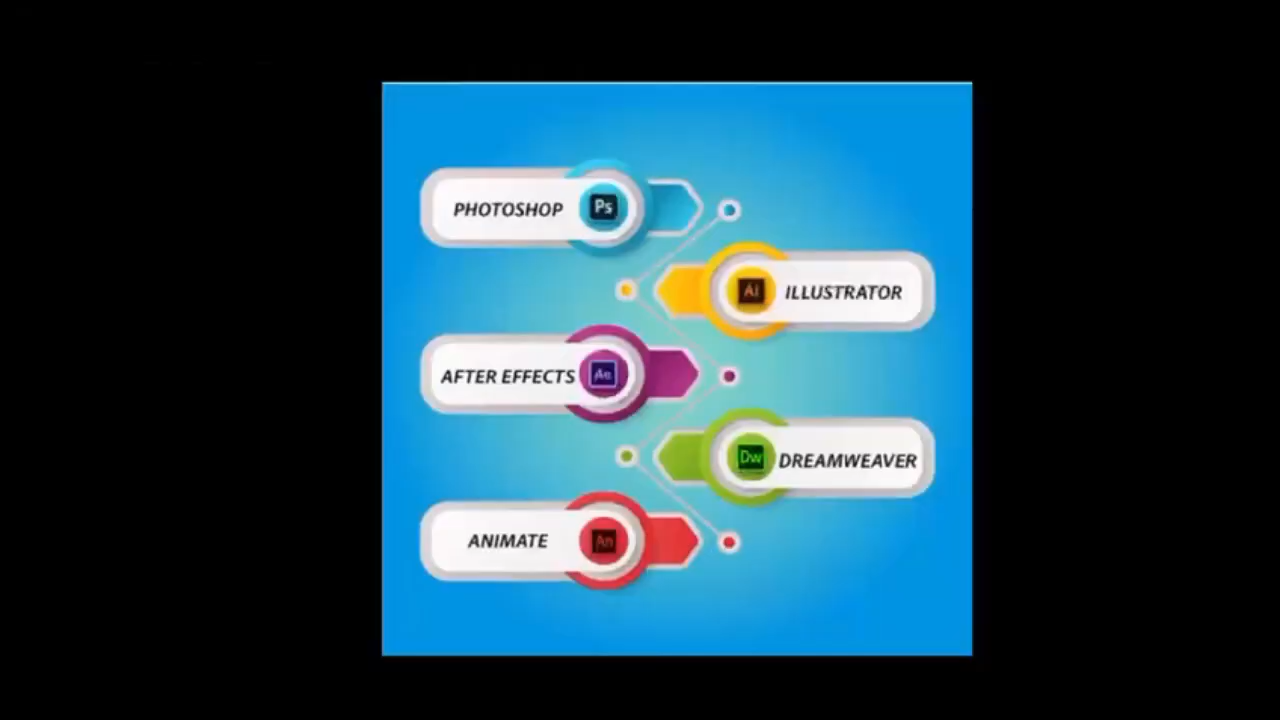 PHOTOSHOP Ps
Ai ILLUSTRATOR
AFTER EFFECTS Ae
Dw DREAMWEAVER
ANIMATE An